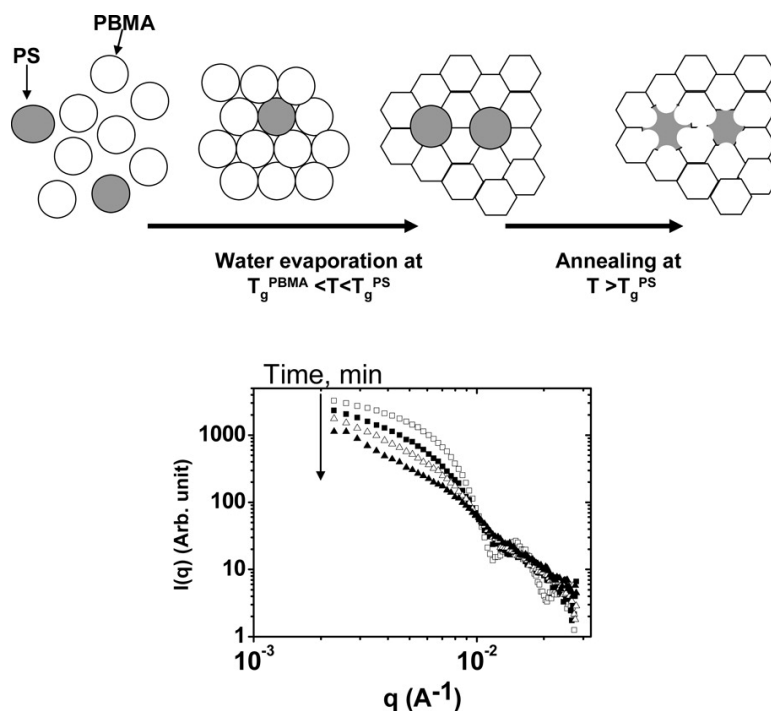 PBMA
PS
Water evaporation at
Tg^PBMA <T<Tg^PS
Annealing at
T >Tg^PS
Time, min
1000
100
10
1
10^-3
10^-2
I(q) (Arb. unit)
q (A^-1)